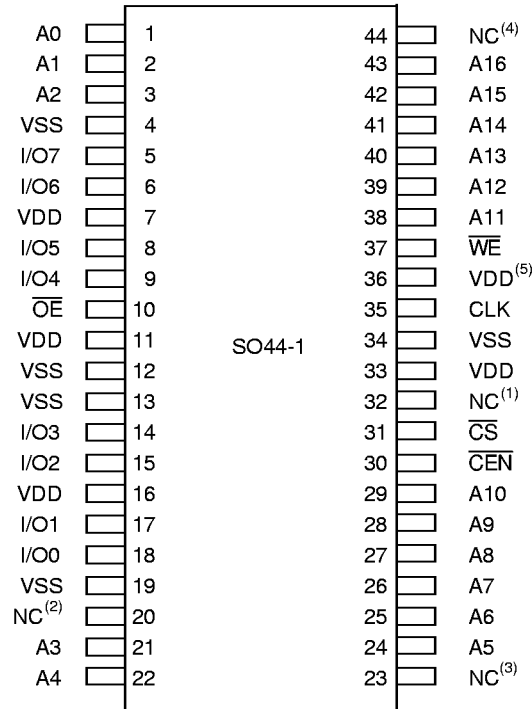 A0 1 44 NC(4)
A1 2 43 A16
A2 3 42 A15
VSS 4 41 A14
I/O7 5 40 A13
I/O6 6 39 A12
VDD 7 38 A11
I/O5 8 37 W̅E̅
I/O4 9 36 VDD(5)
O̅E̅ 10 35 CLK
VDD 11 34 VSS
SO44-1
VSS 12 33 VDD
VSS 13 32 NC(1)
I/O3 14 31 C̅S̅
I/O2 15 30 C̅E̅N̅
VDD 16 29 A10
I/O1 17 28 A9
I/O0 18 27 A8
VSS 19 26 A7
NC(2) 20 25 A6
A3 21 24 A5
A4 22 23 NC(3)